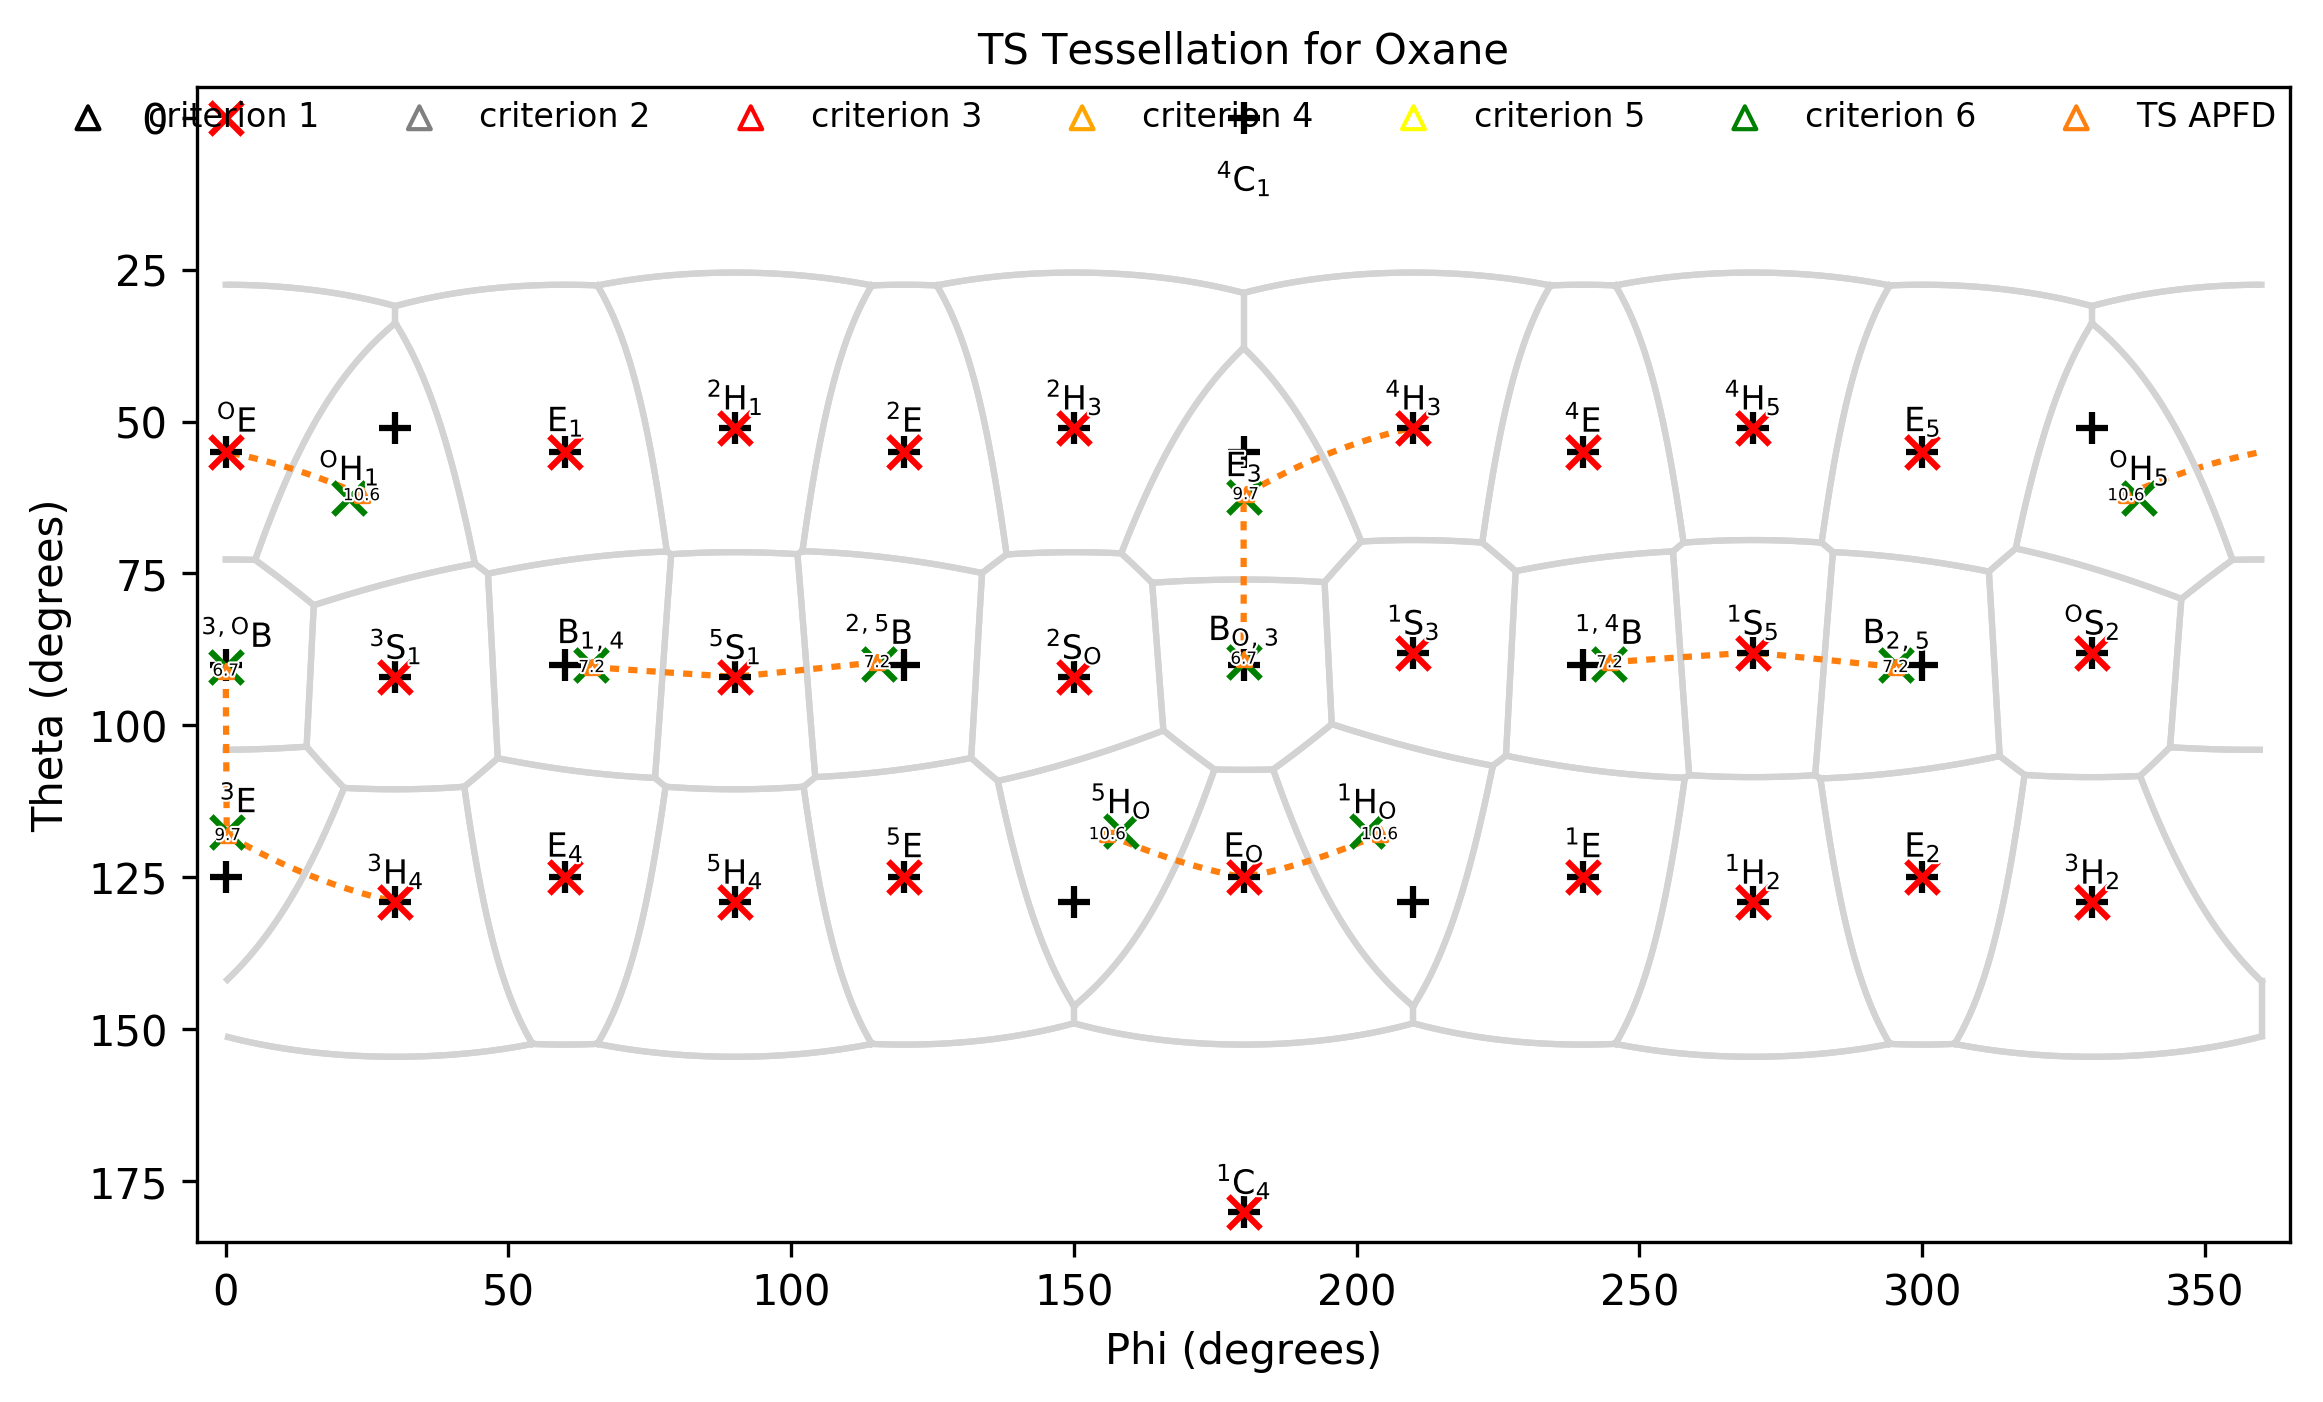 TS Tessellation for Oxane
criterion 1 criterion 2 criterion 3 criterion 4 criterion 5 criterion 6 TS APFD
⁴C₁
²H₁ ²H₃ ⁴H₃ ⁴H₅
ᴼE E₁ ²E ⁴E E₅
ᴼH₁ E₃ ᴼH₅
10.6 9.7 10.6
³,ᴼB ³S₁ B₁,₄ ⁵S₁ ²,⁵B ²Sₒ Bₒ,₃ ¹S₃ ¹,⁴B ¹S₅ B₂,₅ ᴼS₂
6.7 7.2 7.2 6.7 7.2 7.2
³E ⁵Hₒ ¹Hₒ
9.7 10.6 10.6
E₄ ⁵E Eₒ ¹E E₂
³H₄ ⁵H₄ ¹H₂ ³H₂
¹C₄
0
25
50
75
100
125
150
175
Theta (degrees)
0 50 100 150 200 250 300 350
Phi (degrees)